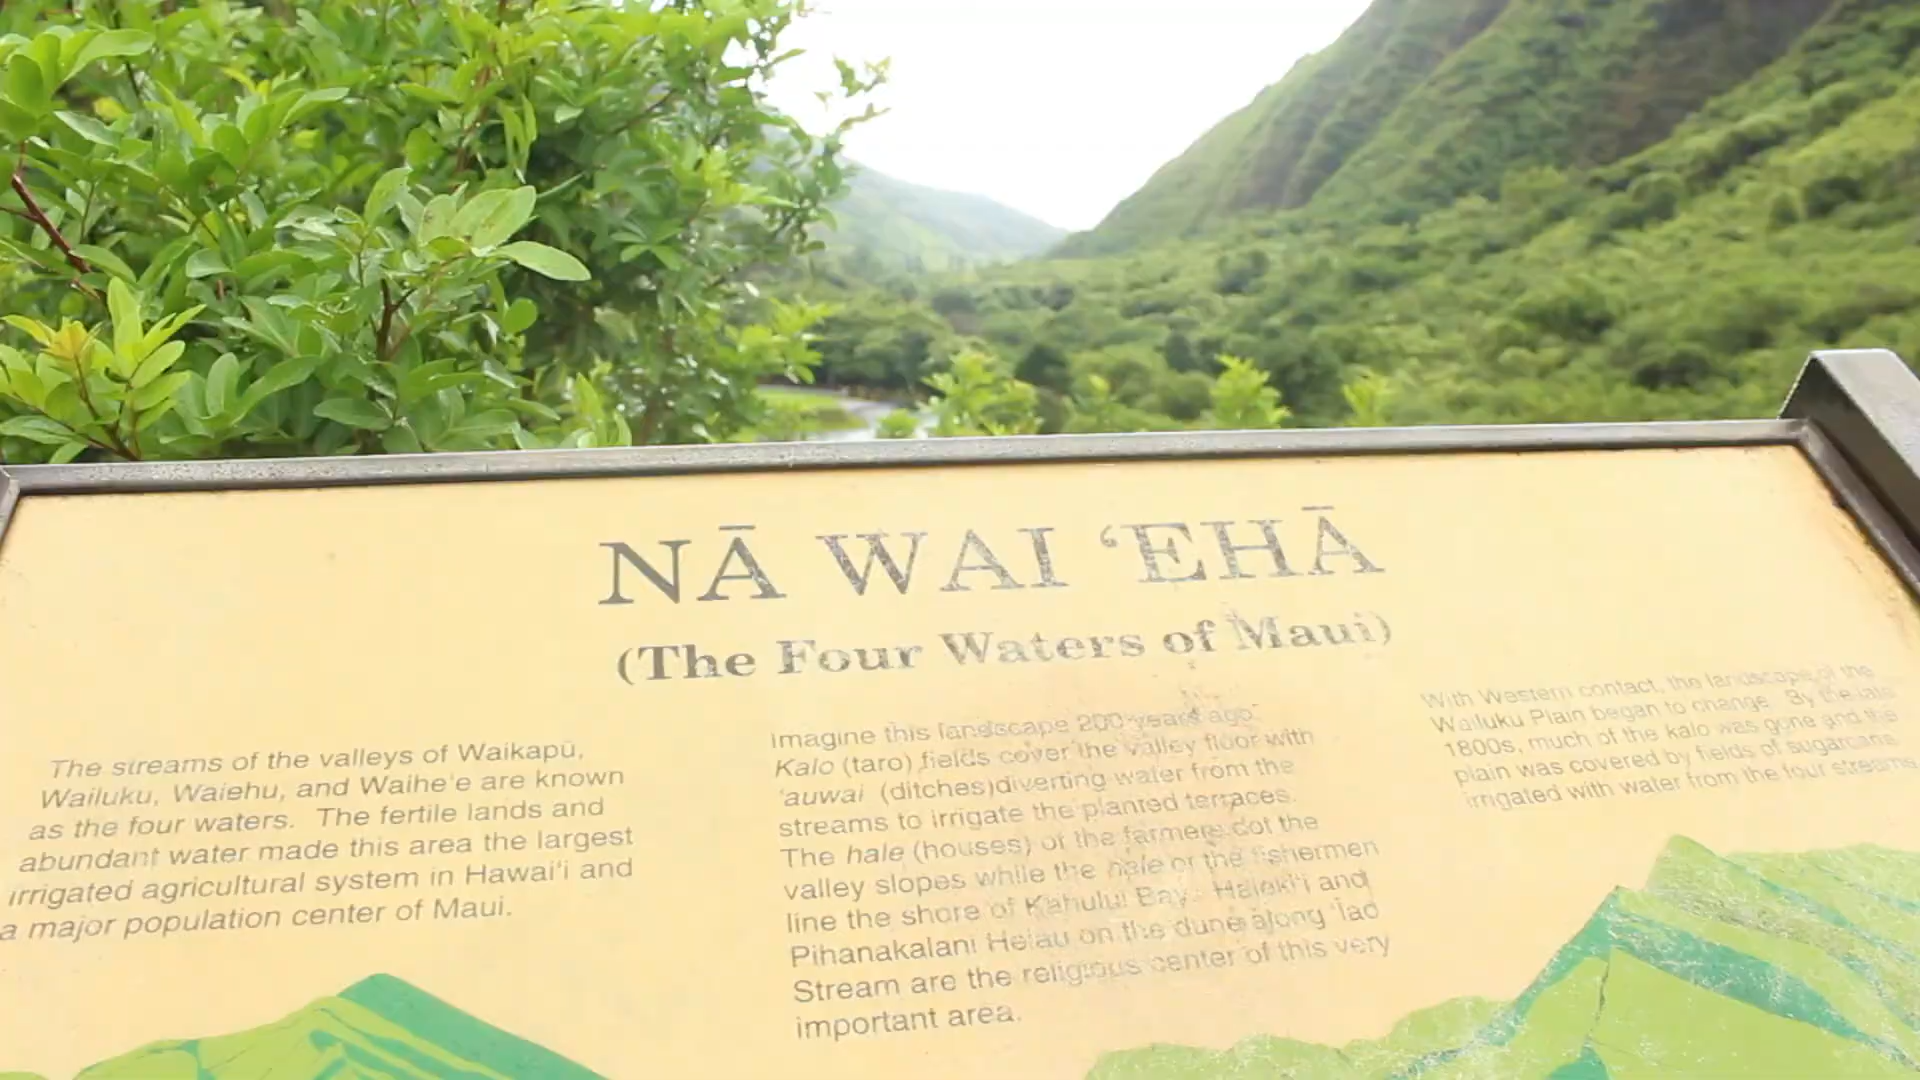 NĀ WAI ‘EHĀ
(The Four Waters of Maui)
The streams of the valleys of Waikapū,
Wailuku, Waiehu, and Waihe'e are known
as the four waters. The fertile lands and
abundant water made this area the largest
irrigated agricultural system in Hawai'i and
a major population center of Maui.
Imagine this landscape 200 years ago.
Kalo (taro) fields cover the valley floor with
'auwai (ditches)diverting water from the
streams to irrigate the planted terraces.
The hale (houses) of the farmers dot the
valley slopes while the hale of the fishermen
line the shore of Kahului Bay. Haleki'i and
Pihanakalani Heiau on the dune along 'Īao
Stream are the religious center of this very
important area.
With Western contact, the landscape of the
Wailuku Plain began to change. By the late
1800s, much of the kalo was gone and the
plain was covered by fields of sugarcane
irrigated with water from the four streams.